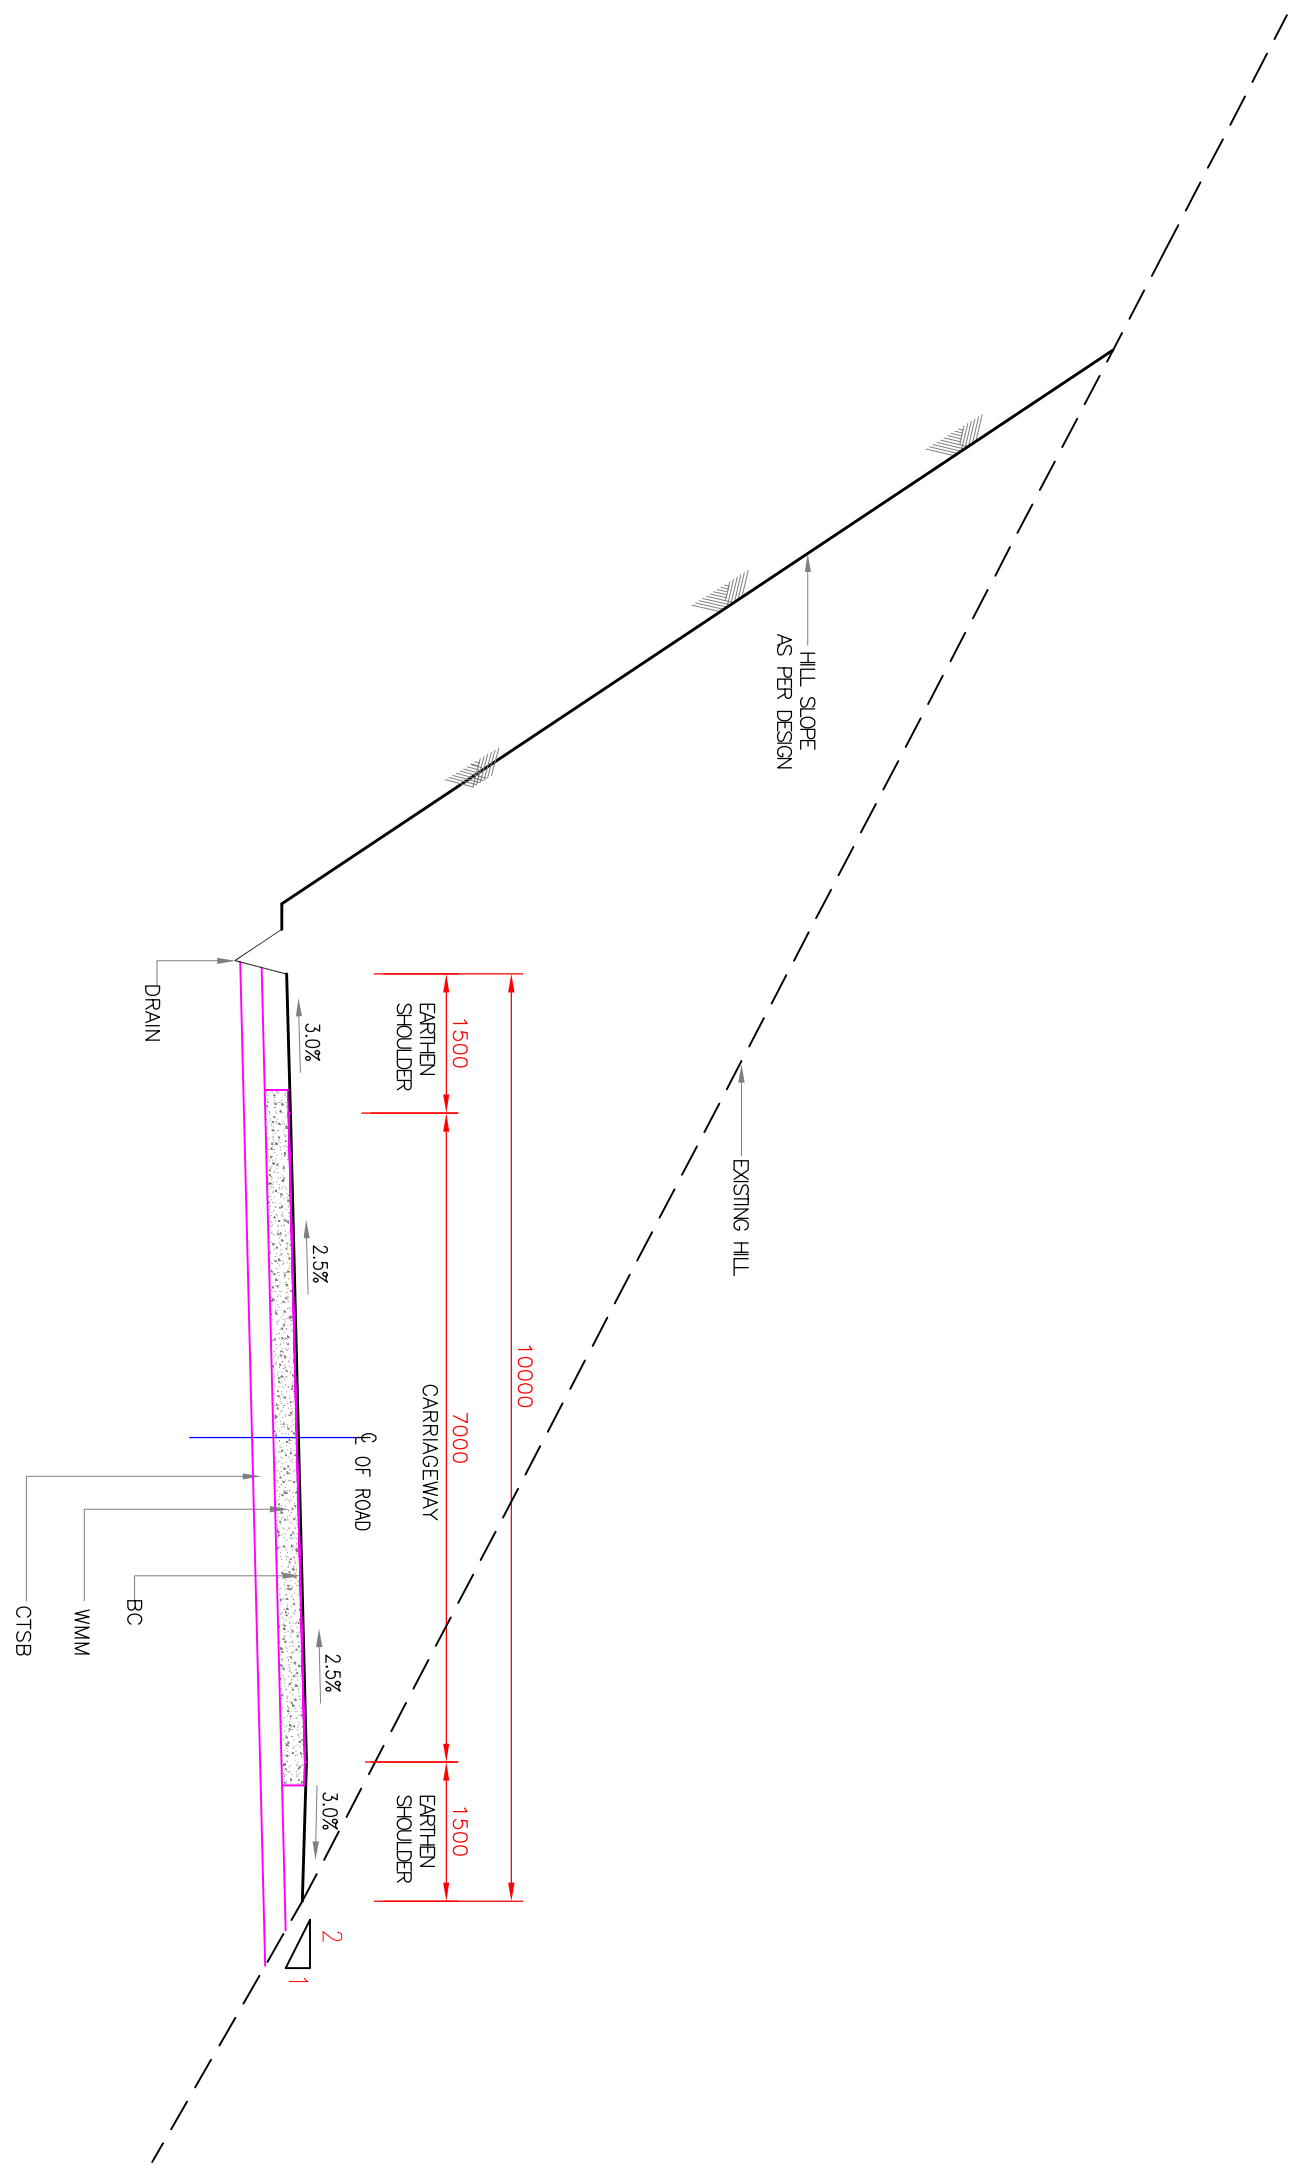 HILL SLOPE
AS PER DESIGN
EXISTING HILL
10000
1500
7000
1500
EARTHEN
SHOULDER
CARRIAGEWAY
EARTHEN
SHOULDER
℄ OF ROAD
3.0%
2.5%
2.5%
3.0%
2
1
DRAIN
BC
WMM
CTSB